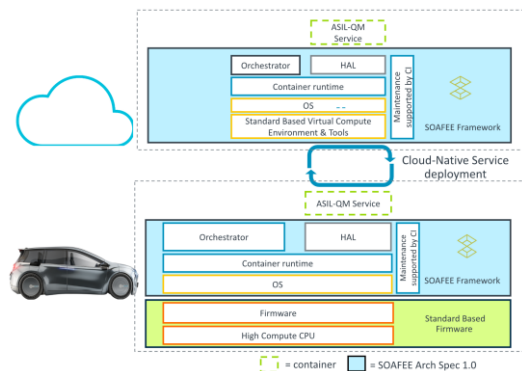 ASIL-QM
Service
Orchestrator
HAL
Container runtime
OS
Standard Based Virtual Compute
Environment & Tools
Maintenance
supported by CI
SOAFEE Framework
Cloud-Native Service
deployment
ASIL-QM Service
Orchestrator
HAL
Container runtime
OS
Maintenance
supported by CI
SOAFEE Framework
Firmware
High Compute CPU
Standard Based
Firmware
= container
= SOAFEE Arch Spec 1.0